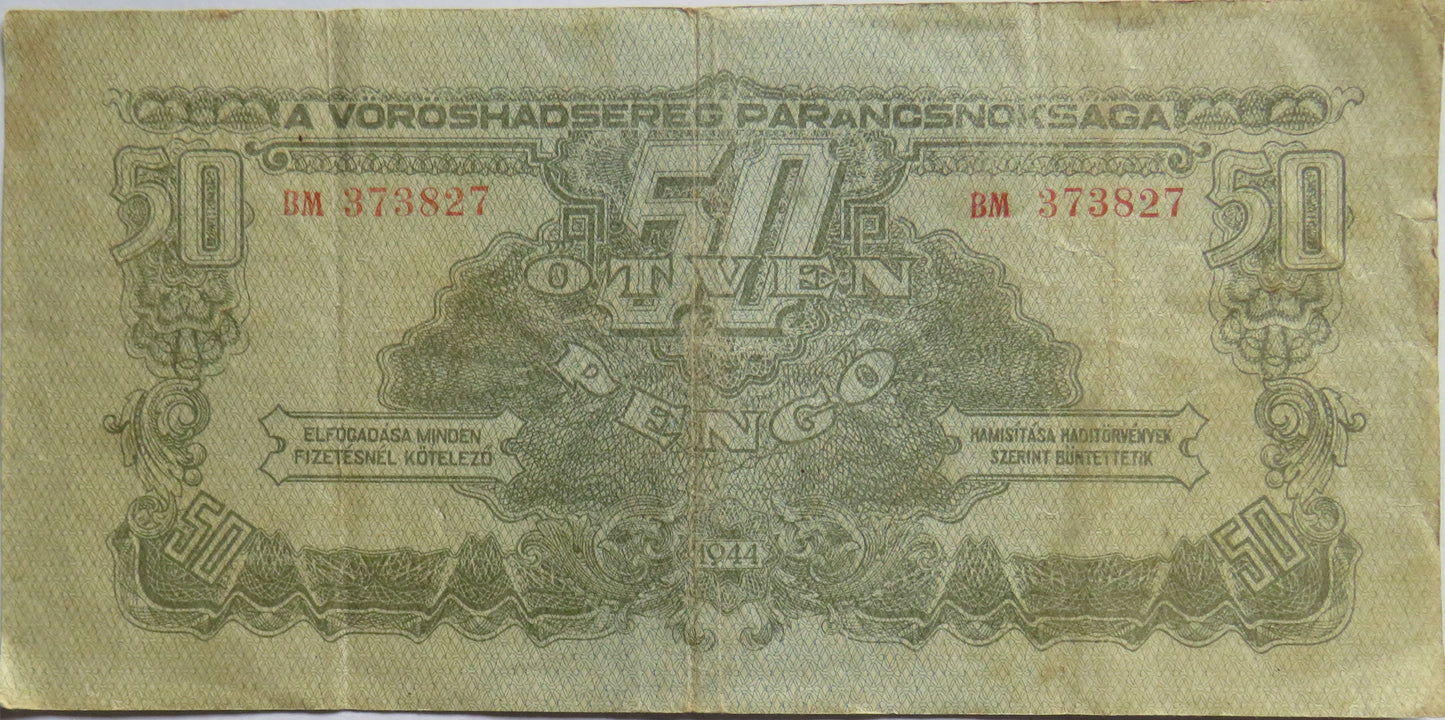 A VÖRÖSHADSEREG PARANCSNOKSÁGA
50 50 50
BM 373827 BM 373827
ÖTVEN
PENGŐ
ELFOGADÁSA MINDEN
FIZETÉSNÉL KÖTELEZŐ
HAMISÍTÁSA HADITÖRVÉNYEK
SZERINT BÜNTETTETIK
50 50
1944